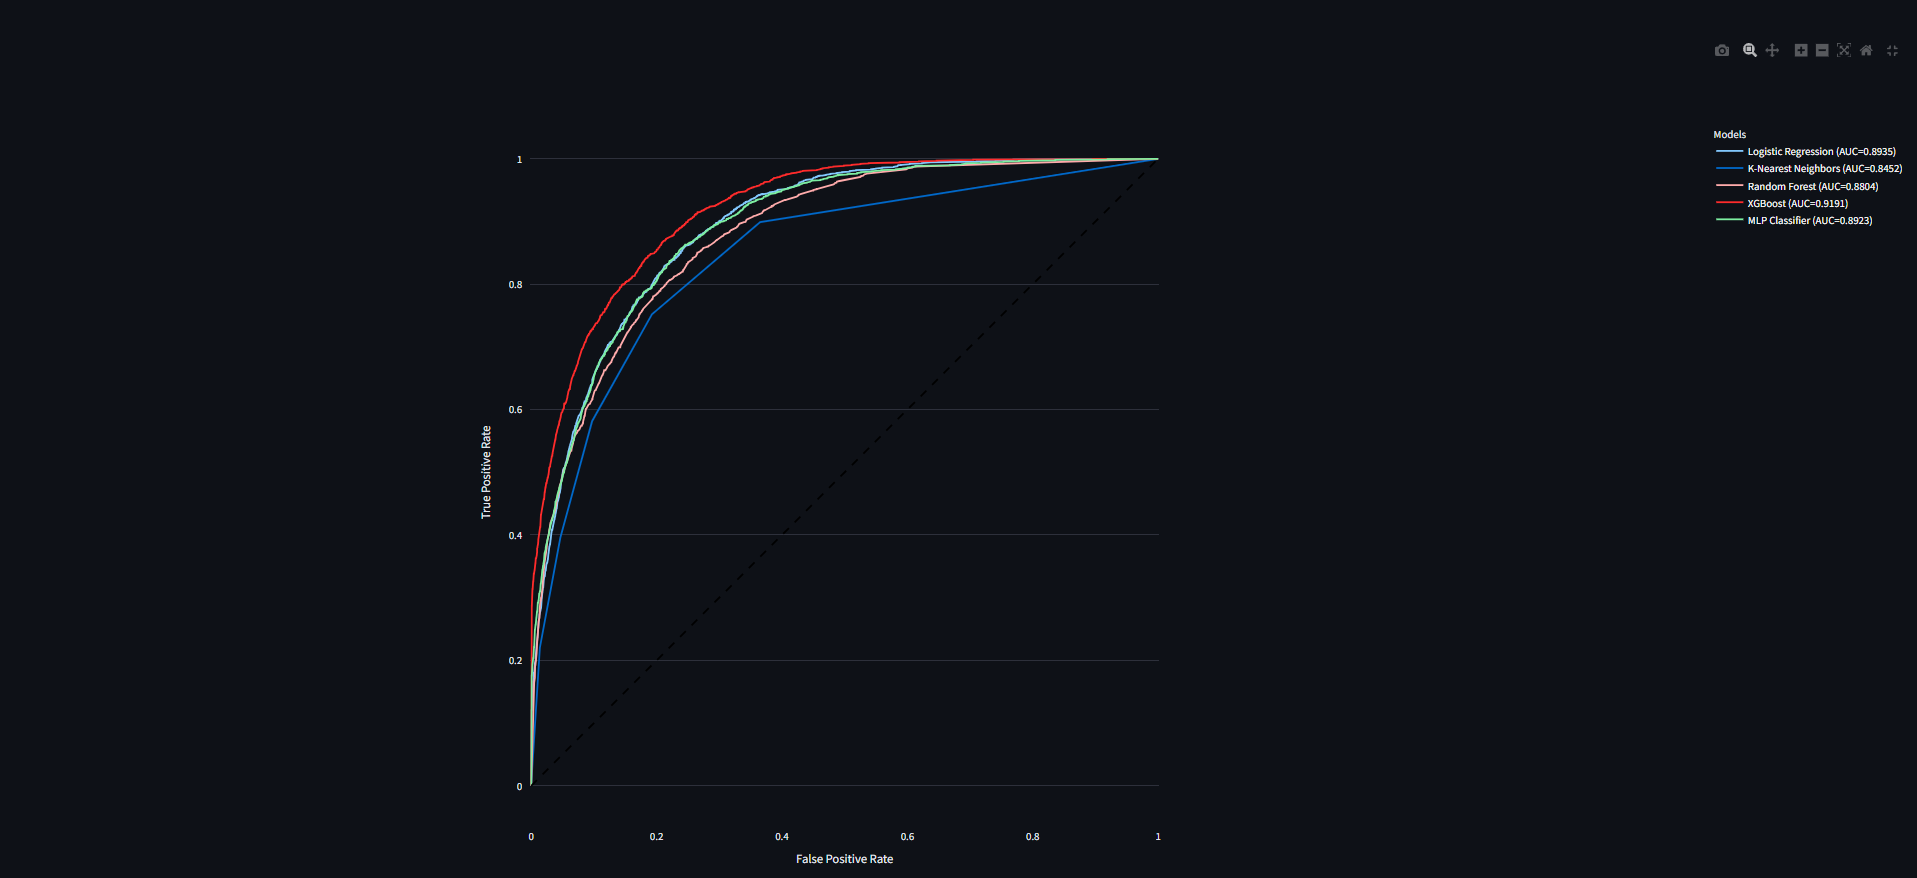 Models
Logistic Regression (AUC=0.8935)
K-Nearest Neighbors (AUC=0.8452)
Random Forest (AUC=0.8804)
XGBoost (AUC=0.9191)
MLP Classifier (AUC=0.8923)
1
0.8
0.6
0.4
0.2
0
True Positive Rate
0 0.2 0.4 0.6 0.8 1
False Positive Rate